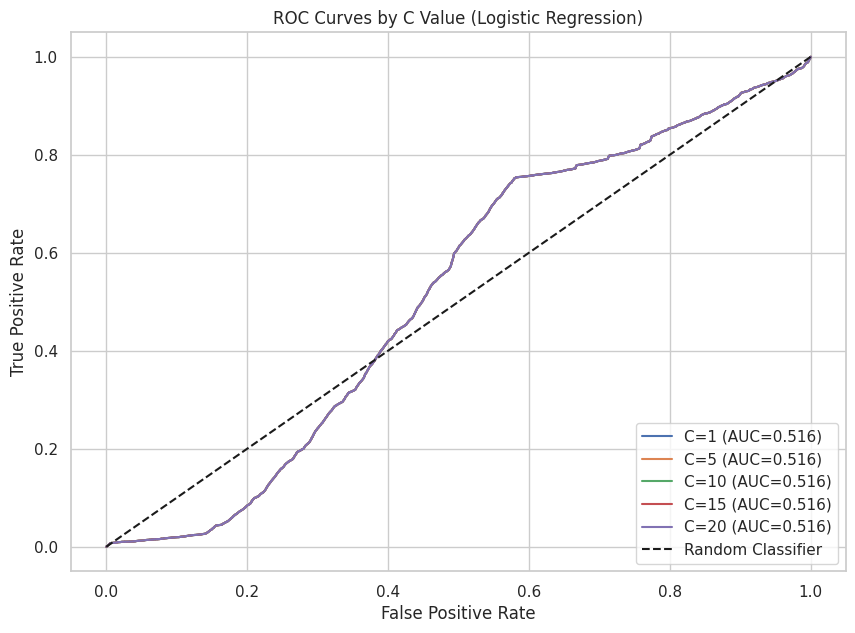 ROC Curves by C Value (Logistic Regression)
True Positive Rate
1.0
0.8
0.6
0.4
0.2
0.0
C=1 (AUC=0.516)
C=5 (AUC=0.516)
C=10 (AUC=0.516)
C=15 (AUC=0.516)
C=20 (AUC=0.516)
Random Classifier
0.0 0.2 0.4 0.6 0.8 1.0
False Positive Rate